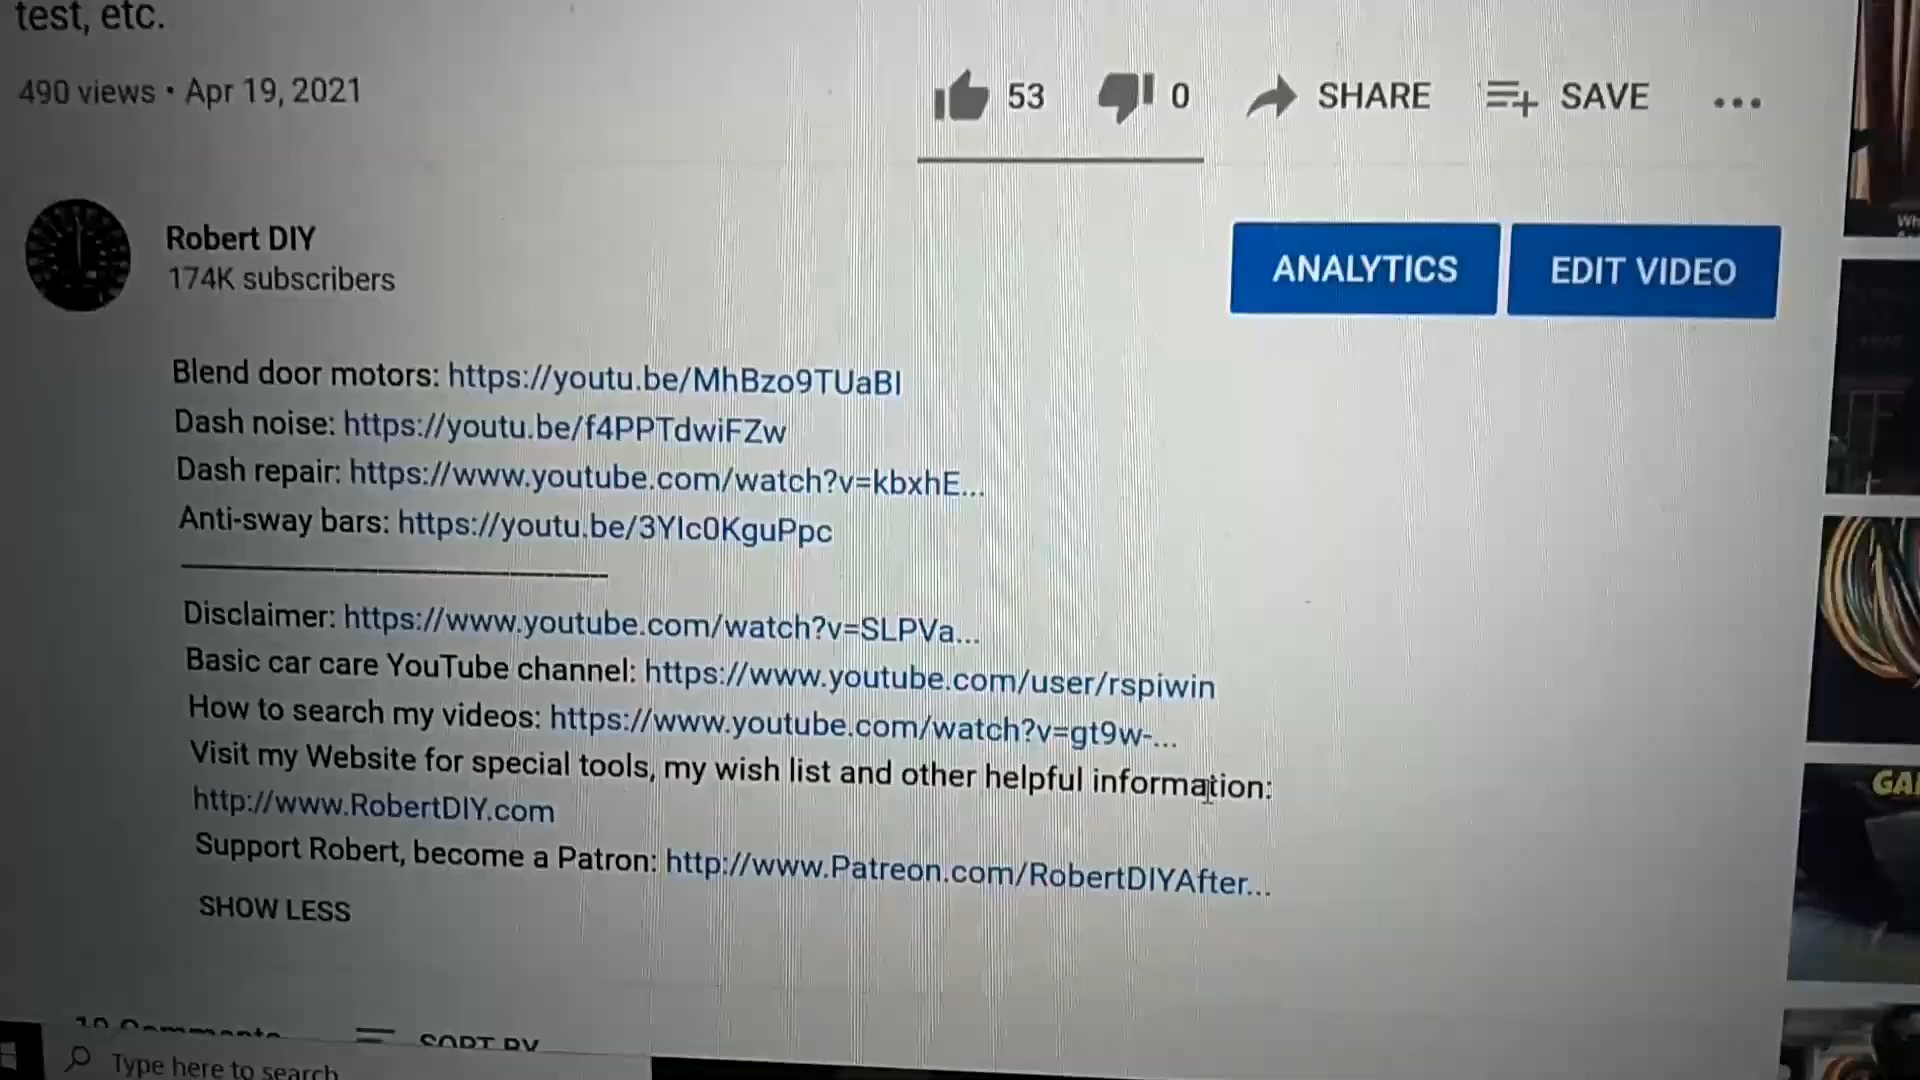 test, etc.
490 views • Apr 19, 2021
53 0 SHARE SAVE ...
Robert DIY
174K subscribers
ANALYTICS EDIT VIDEO
Blend door motors: https://youtu.be/MhBzo9TUaBI
Dash noise: https://youtu.be/f4PPTdwiFZw
Dash repair: https://www.youtube.com/watch?v=kbxhE...
Anti-sway bars: https://youtu.be/3YIc0KguPpc
Disclaimer: https://www.youtube.com/watch?v=SLPVa...
Basic car care YouTube channel: https://www.youtube.com/user/rspiwin
How to search my videos: https://www.youtube.com/watch?v=gt9w-...
Visit my Website for special tools, my wish list and other helpful information:
http://www.RobertDIY.com
Support Robert, become a Patron: http://www.Patreon.com/RobertDIYAfter...
SHOW LESS
10 Comments SORT BY
Type here to search